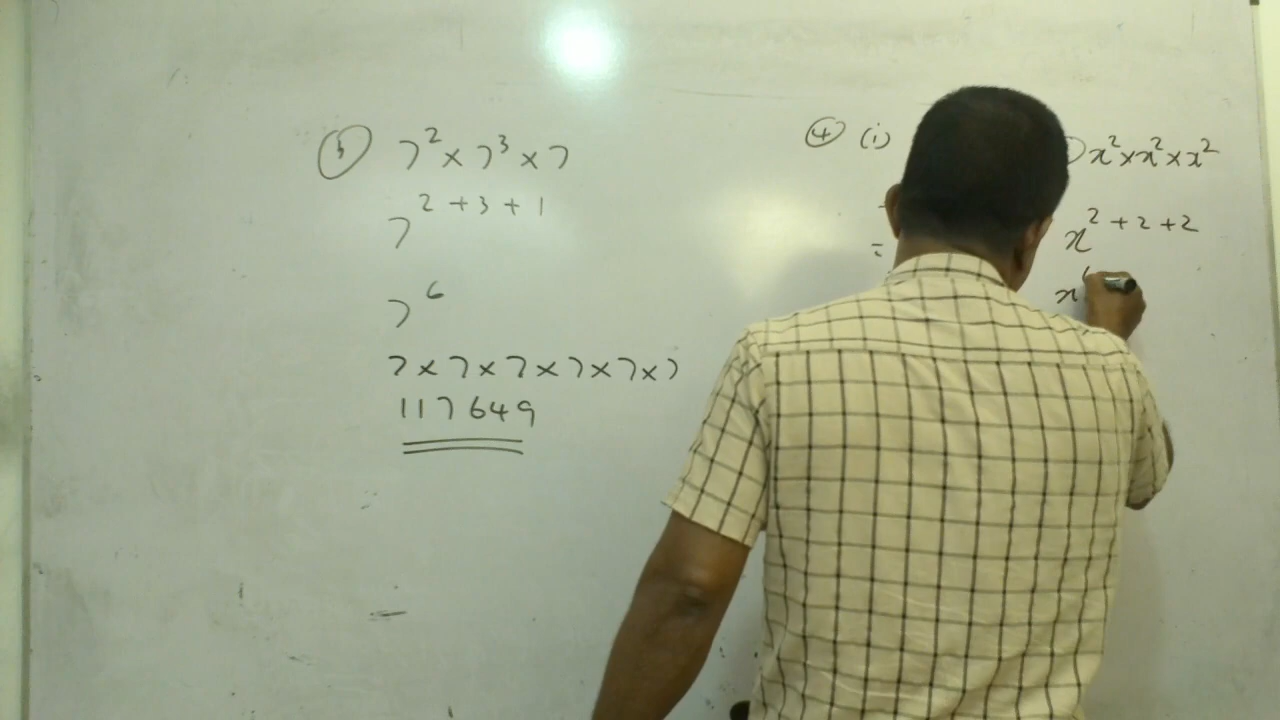 ③ 7² × 7³ × 7
7^{2 + 3 + 1}
7⁶
7 × 7 × 7 × 7 × 7 × 7
117649
④ (i)
x² × x² × x²
x^{2 + 2 + 2}
x